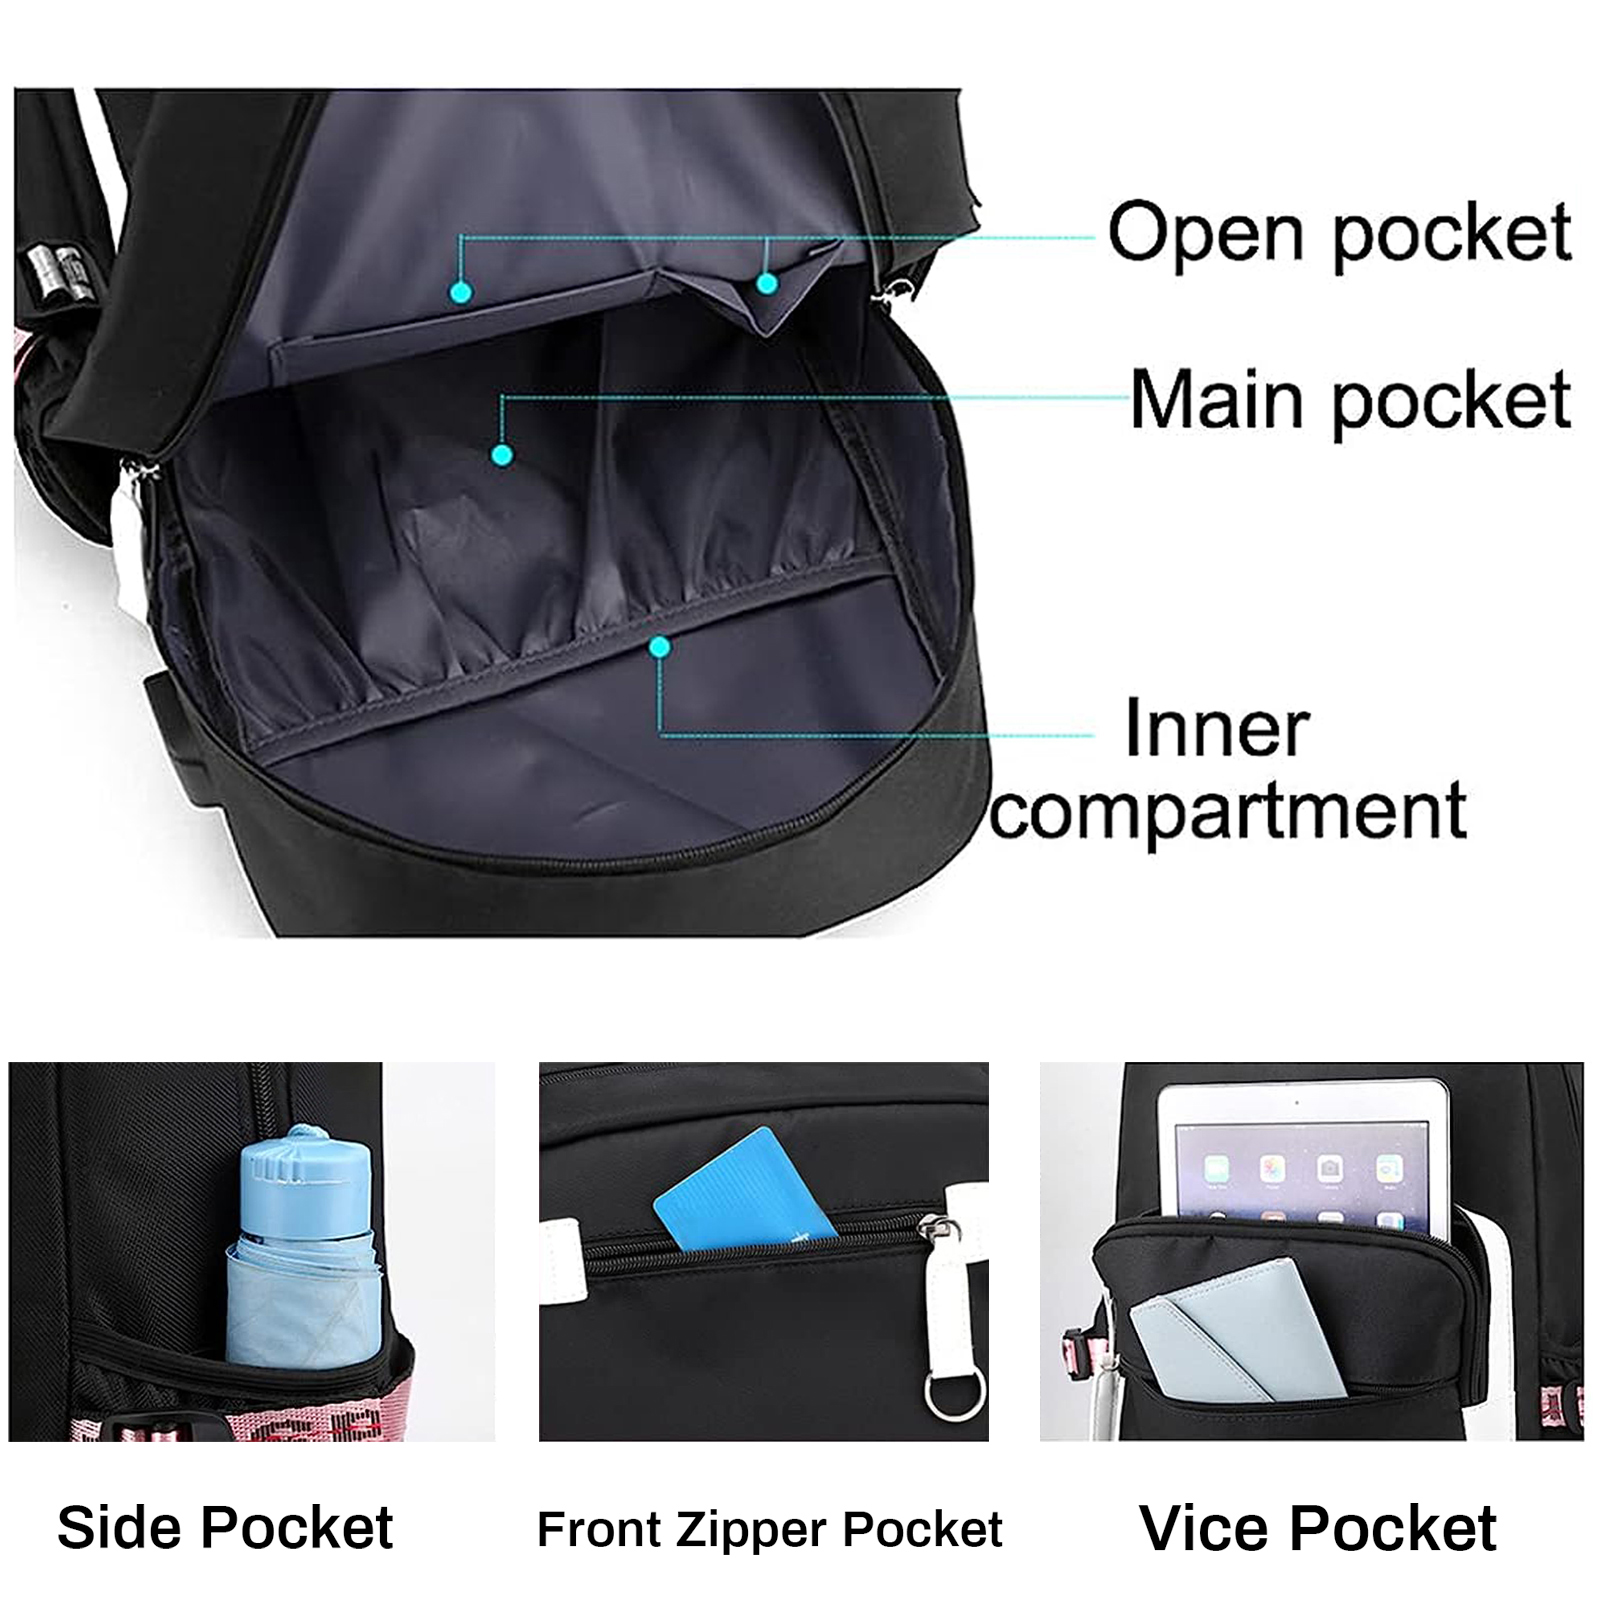 Open pocket
Main pocket
Inner
compartment
Side Pocket
Front Zipper Pocket
Vice Pocket